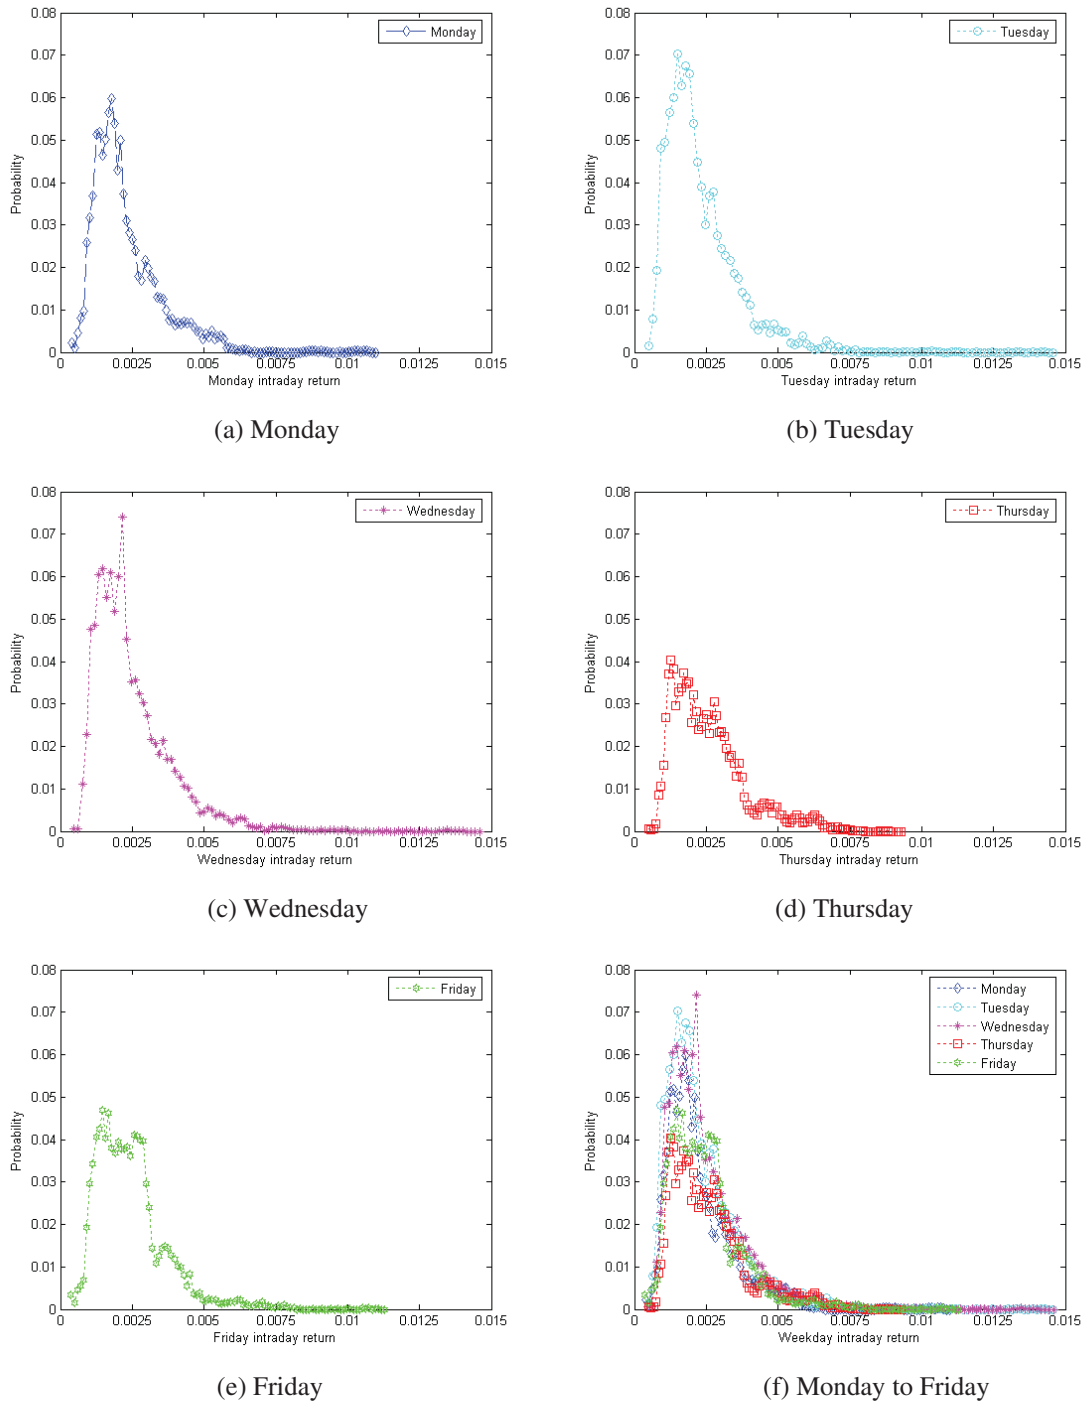 0.08
0.07
0.06
0.05
0.04
0.03
0.02
0.01
0
Probability
Monday
0 0.0025 0.005 0.0075 0.01 0.0125 0.015
Monday intraday return
(a) Monday
0.08
0.07
0.06
0.05
0.04
0.03
0.02
0.01
0
Probability
Tuesday
0 0.0025 0.005 0.0075 0.01 0.0125 0.015
Tuesday intraday return
(b) Tuesday
0.08
0.07
0.06
0.05
0.04
0.03
0.02
0.01
0
Probability
Wednesday
0 0.0025 0.005 0.0075 0.01 0.0125 0.015
Wednesday intraday return
(c) Wednesday
0.08
0.07
0.06
0.05
0.04
0.03
0.02
0.01
0
Probability
Thursday
0 0.0025 0.005 0.0075 0.01 0.0125 0.015
Thursday intraday return
(d) Thursday
0.08
0.07
0.06
0.05
0.04
0.03
0.02
0.01
0
Probability
Friday
0 0.0025 0.005 0.0075 0.01 0.0125 0.015
Friday intraday return
(e) Friday
0.08
0.07
0.06
0.05
0.04
0.03
0.02
0.01
0
Probability
Monday
Tuesday
Wednesday
Thursday
Friday
0 0.0025 0.005 0.0075 0.01 0.0125 0.015
Weekday intraday return
(f) Monday to Friday